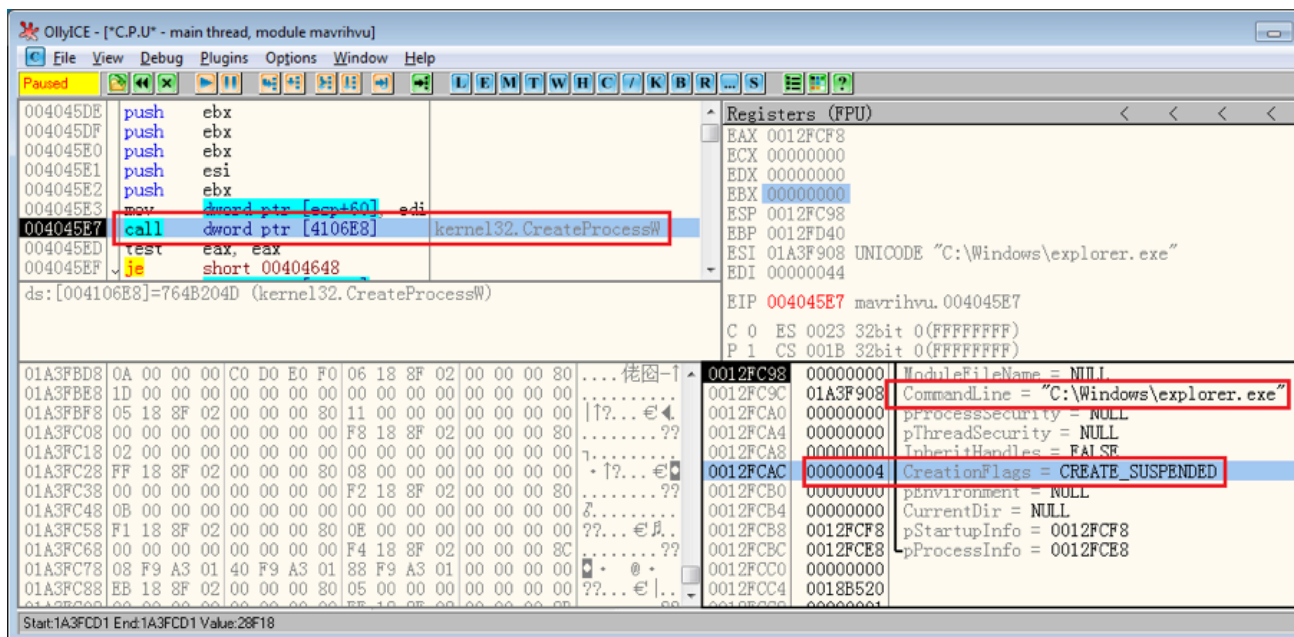 OllyICE - [*C.P.U* - main thread, module mavrihvu]
File View Debug Plugins Options Window Help
Paused L E M T W H C / K B R ... S ?
004045DE push ebx
004045DF push ebx
004045E0 push ebx
004045E1 push esi
004045E2 push ebx
004045E3 mov dword ptr [esp+60], edi
004045E7 call dword ptr [4106E8] kernel32.CreateProcessW
004045ED test eax, eax
004045EF je short 00404648
ds:[004106E8]=764B204D (kernel32.CreateProcessW)
Registers (FPU) < < < <
EAX 0012FCF8
ECX 00000000
EDX 00000000
EBX 00000000
ESP 0012FC98
EBP 0012FD40
ESI 01A3F908 UNICODE "C:\Windows\explorer.exe"
EDI 00000044
EIP 004045E7 mavrihvu.004045E7
C 0 ES 0023 32bit 0(FFFFFFFF)
P 1 CS 001B 32bit 0(FFFFFFFF)
01A3FBD8 0A 00 00 00 C0 D0 E0 F0 06 18 8F 02 00 00 00 80
01A3FBE8 1D 00 00 00 00 00 00 00 00 00 00 00 00 00 00 00
01A3FBF8 05 18 8F 02 00 00 00 80 11 00 00 00 00 00 00 00
01A3FC08 00 00 00 00 00 00 00 00 F8 18 8F 02 00 00 00 80 ........??
01A3FC18 02 00 00 00 00 00 00 00 00 00 00 00 00 00 00 00
01A3FC28 FF 18 8F 02 00 00 00 80 08 00 00 00 00 00 00 00
01A3FC38 00 00 00 00 00 00 00 00 F2 18 8F 02 00 00 00 80 ........??
01A3FC48 0B 00 00 00 00 00 00 00 00 00 00 00 00 00 00 00
01A3FC58 F1 18 8F 02 00 00 00 80 0E 00 00 00 00 00 00 00
01A3FC68 00 00 00 00 00 00 00 00 F4 18 8F 02 00 00 00 8C ........??
01A3FC78 08 F9 A3 01 40 F9 A3 01 88 F9 A3 01 00 00 00 00
01A3FC88 EB 18 8F 02 00 00 00 80 05 00 00 00 00 00 00 00
0012FC98 00000000 ModuleFileName = NULL
0012FC9C 01A3F908 CommandLine = "C:\Windows\explorer.exe"
0012FCA0 00000000 pProcessSecurity = NULL
0012FCA4 00000000 pThreadSecurity = NULL
0012FCA8 00000000 InheritHandles = FALSE
0012FCAC 00000004 CreationFlags = CREATE_SUSPENDED
0012FCB0 00000000 pEnvironment = NULL
0012FCB4 00000000 CurrentDir = NULL
0012FCB8 0012FCF8 pStartupInfo = 0012FCF8
0012FCBC 0012FCE8 pProcessInfo = 0012FCE8
0012FCC0 00000000
0012FCC4 0018B520
Start:1A3FCD1 End:1A3FCD1 Value:28F18